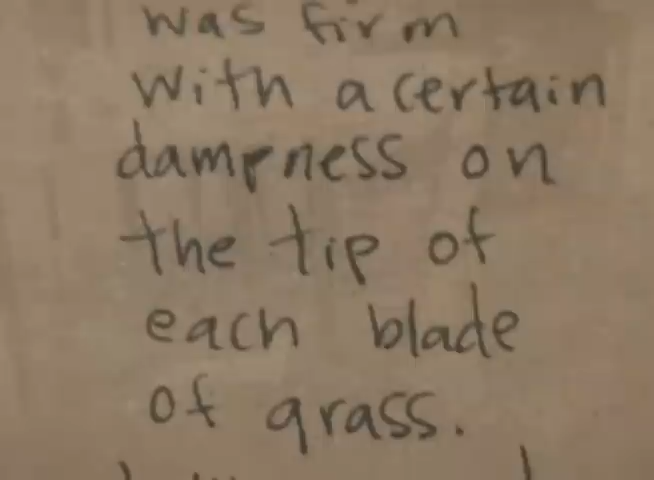 was firm
with a certain
dampness on
the tip of
each blade
of grass.